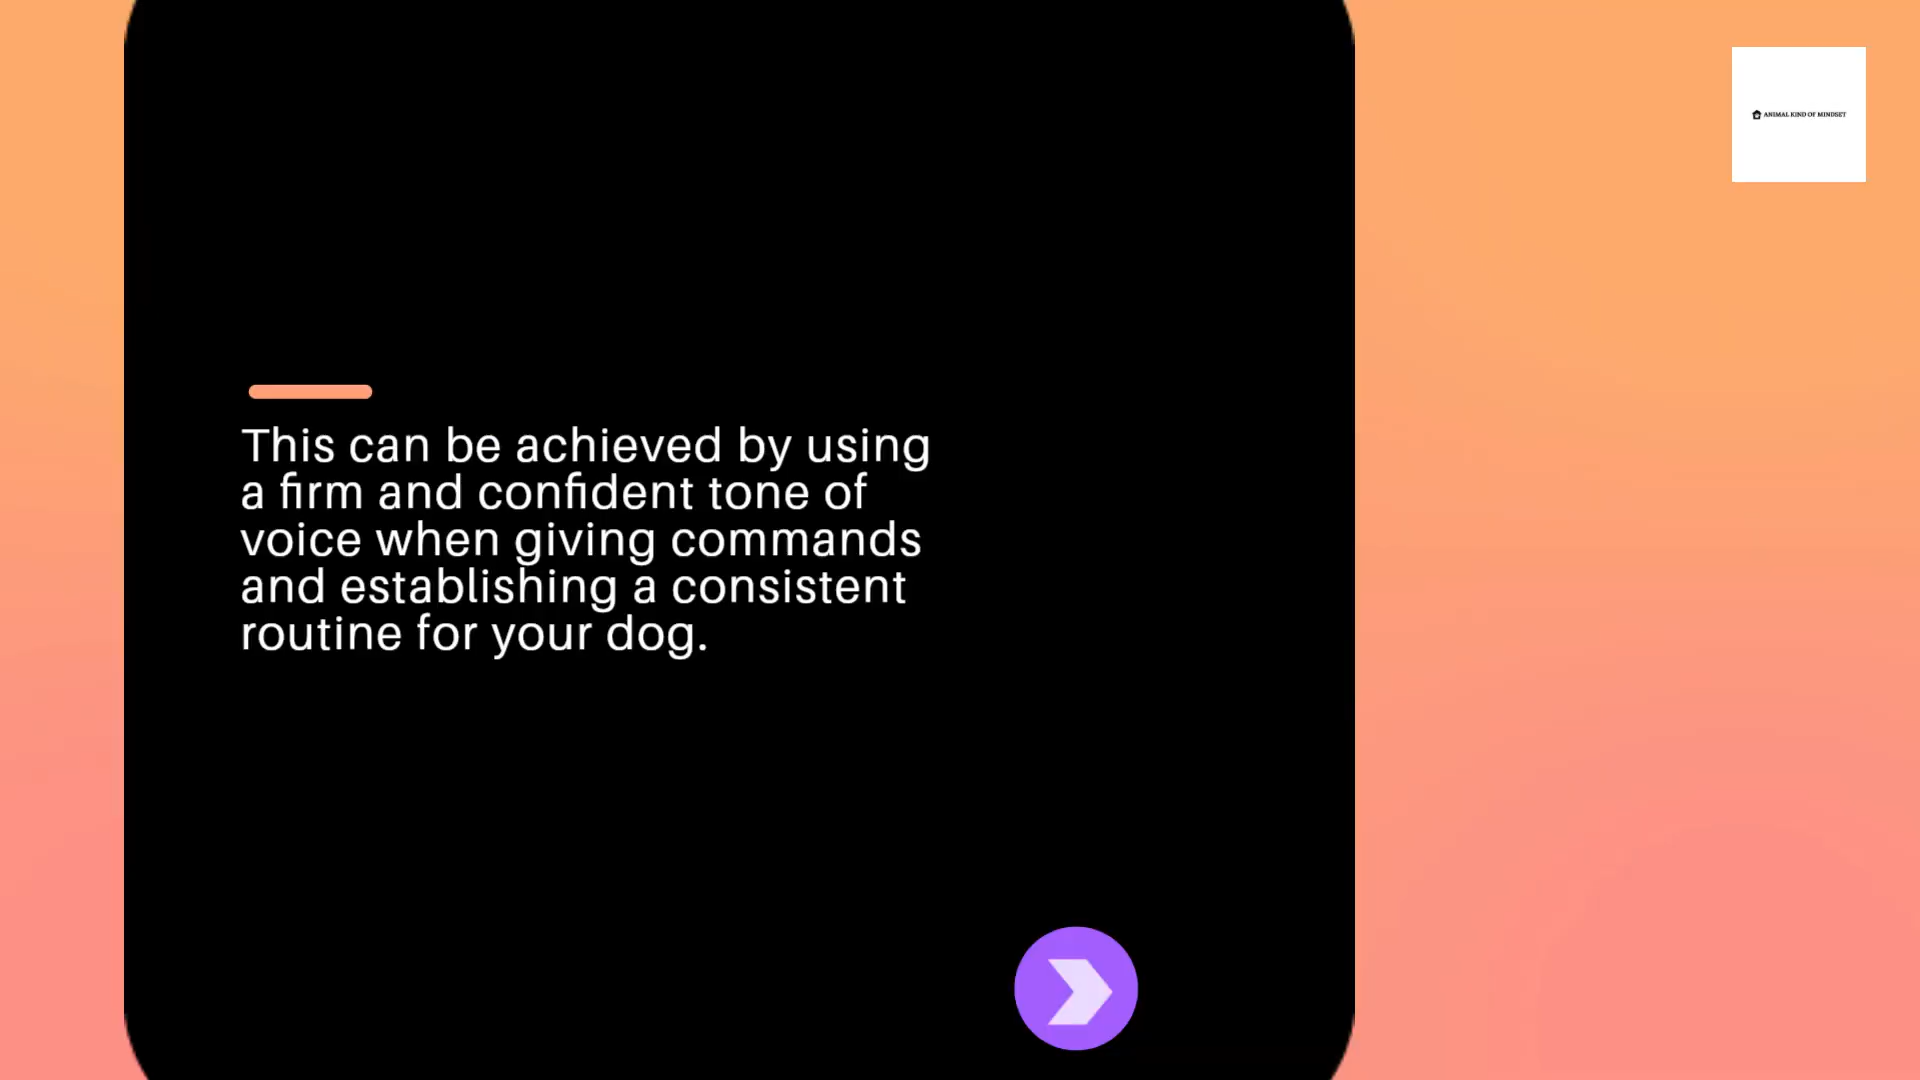 ANIMAL KIND OF MINDSET
This can be achieved by using
a firm and confident tone of
voice when giving commands
and establishing a consistent
routine for your dog.